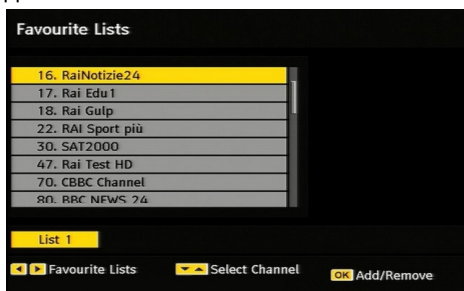 Favourite Lists
16. RaiNotizie24
17. Rai Edu1
18. Rai Gulp
22. RAI Sport più
30. SAT2000
47. Rai Test HD
70. CBBC Channel
80. BBC NEWS 24
List 1
Favourite Lists Select Channel OK Add/Remove